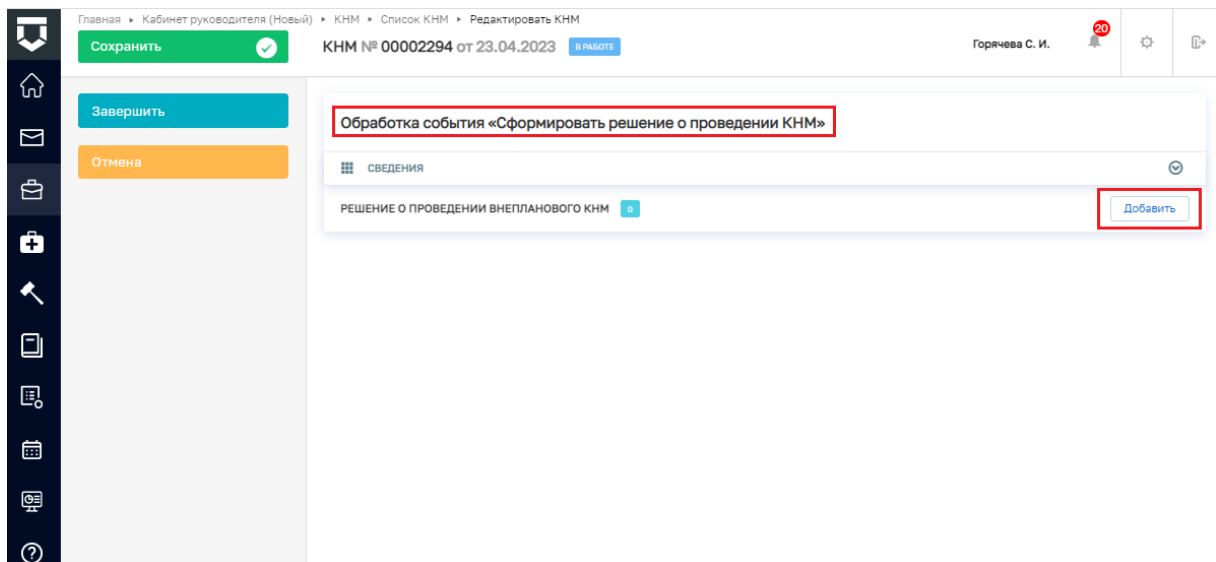 Главная ▸ Кабинет руководителя (Новый) ▸ КНМ ▸ Список КНМ ▸ Редактировать КНМ
Сохранить
КНМ № 00002294 от 23.04.2023 В РАБОТЕ
Горячева С. И.
20
Завершить
Отмена
Обработка события «Сформировать решение о проведении КНМ»
СВЕДЕНИЯ
РЕШЕНИЕ О ПРОВЕДЕНИИ ВНЕПЛАНОВОГО КНМ 0
Добавить